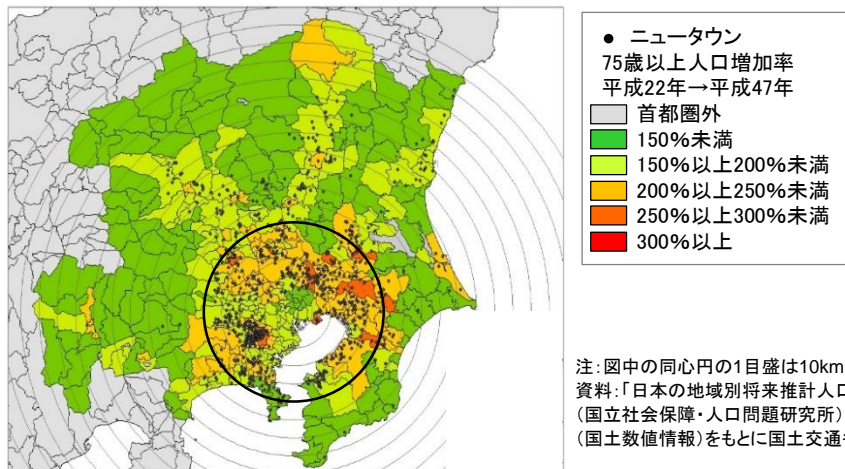 ● ニュータウン
75歳以上人口増加率
平成22年→平成47年
首都圏外
150%未満
150%以上200%未満
200%以上250%未満
250%以上300%未満
300%以上
注:図中の同心円の1目盛は10km
資料:「日本の地域別将来推計人口
(国立社会保障・人口問題研究所)
(国土数値情報)をもとに国土交通